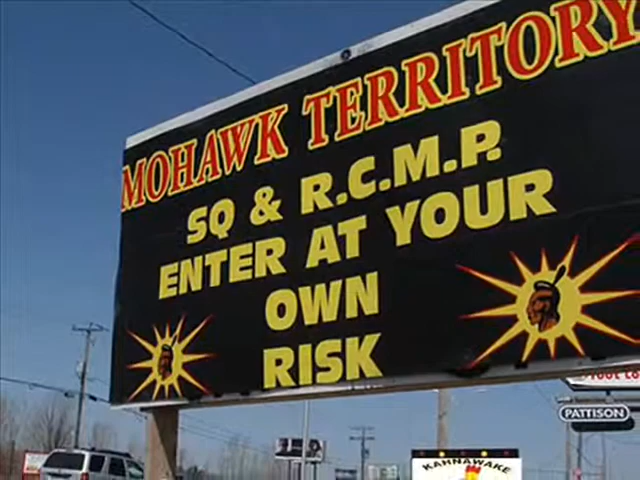 MOHAWK TERRITORY
SQ & R.C.M.P.
ENTER AT YOUR
OWN
RISK
PATTISON
KAHNAWAKE